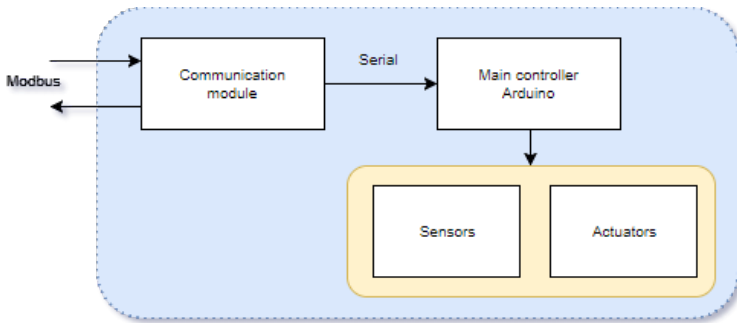 Modbus
Communication
module
Serial
Main controller
Arduino
Sensors
Actuators